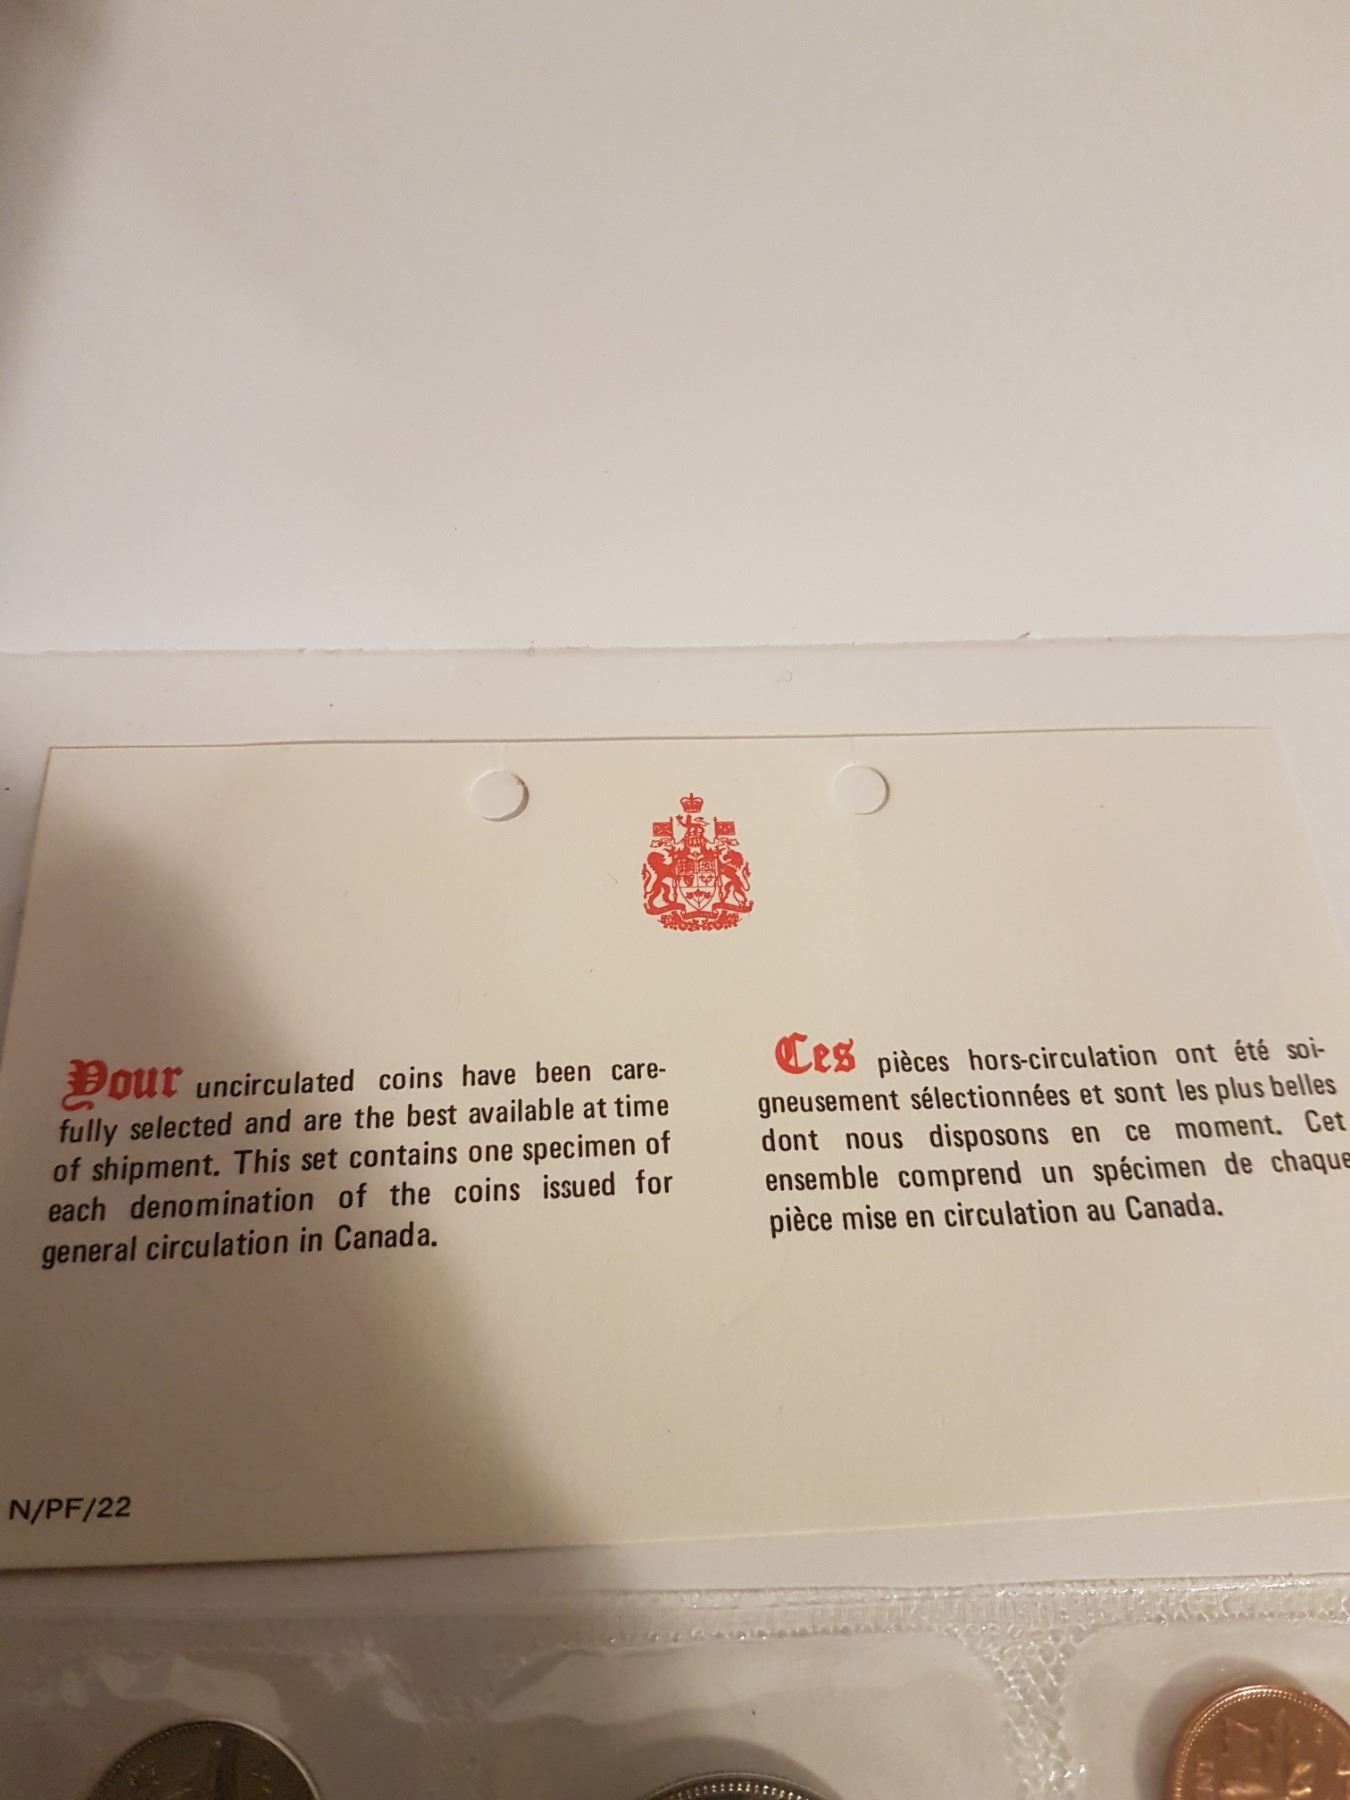 Your uncirculated coins have been care-
fully selected and are the best available at time
of shipment. This set contains one specimen of
each denomination of the coins issued for
general circulation in Canada.
Ces pièces hors-circulation ont été soi-
gneusement sélectionnées et sont les plus belles
dont nous disposons en ce moment. Cet
ensemble comprend un spécimen de chaque
pièce mise en circulation au Canada.
N/PF/22